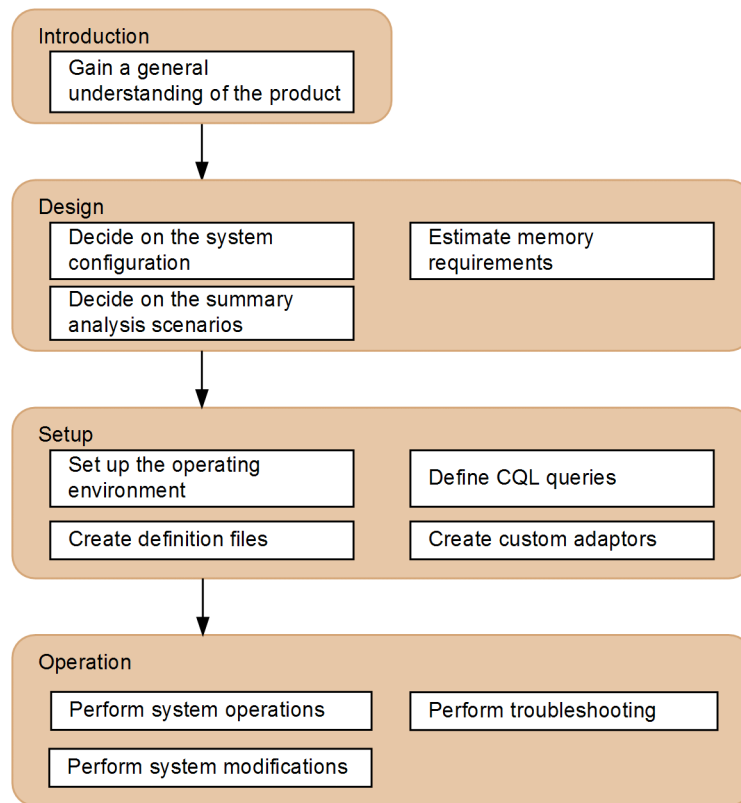 Introduction
Gain a general
understanding of the product
Design
Decide on the system
configuration
Estimate memory
requirements
Decide on the summary
analysis scenarios
Setup
Set up the operating
environment
Define CQL queries
Create definition files
Create custom adaptors
Operation
Perform system operations
Perform troubleshooting
Perform system modifications